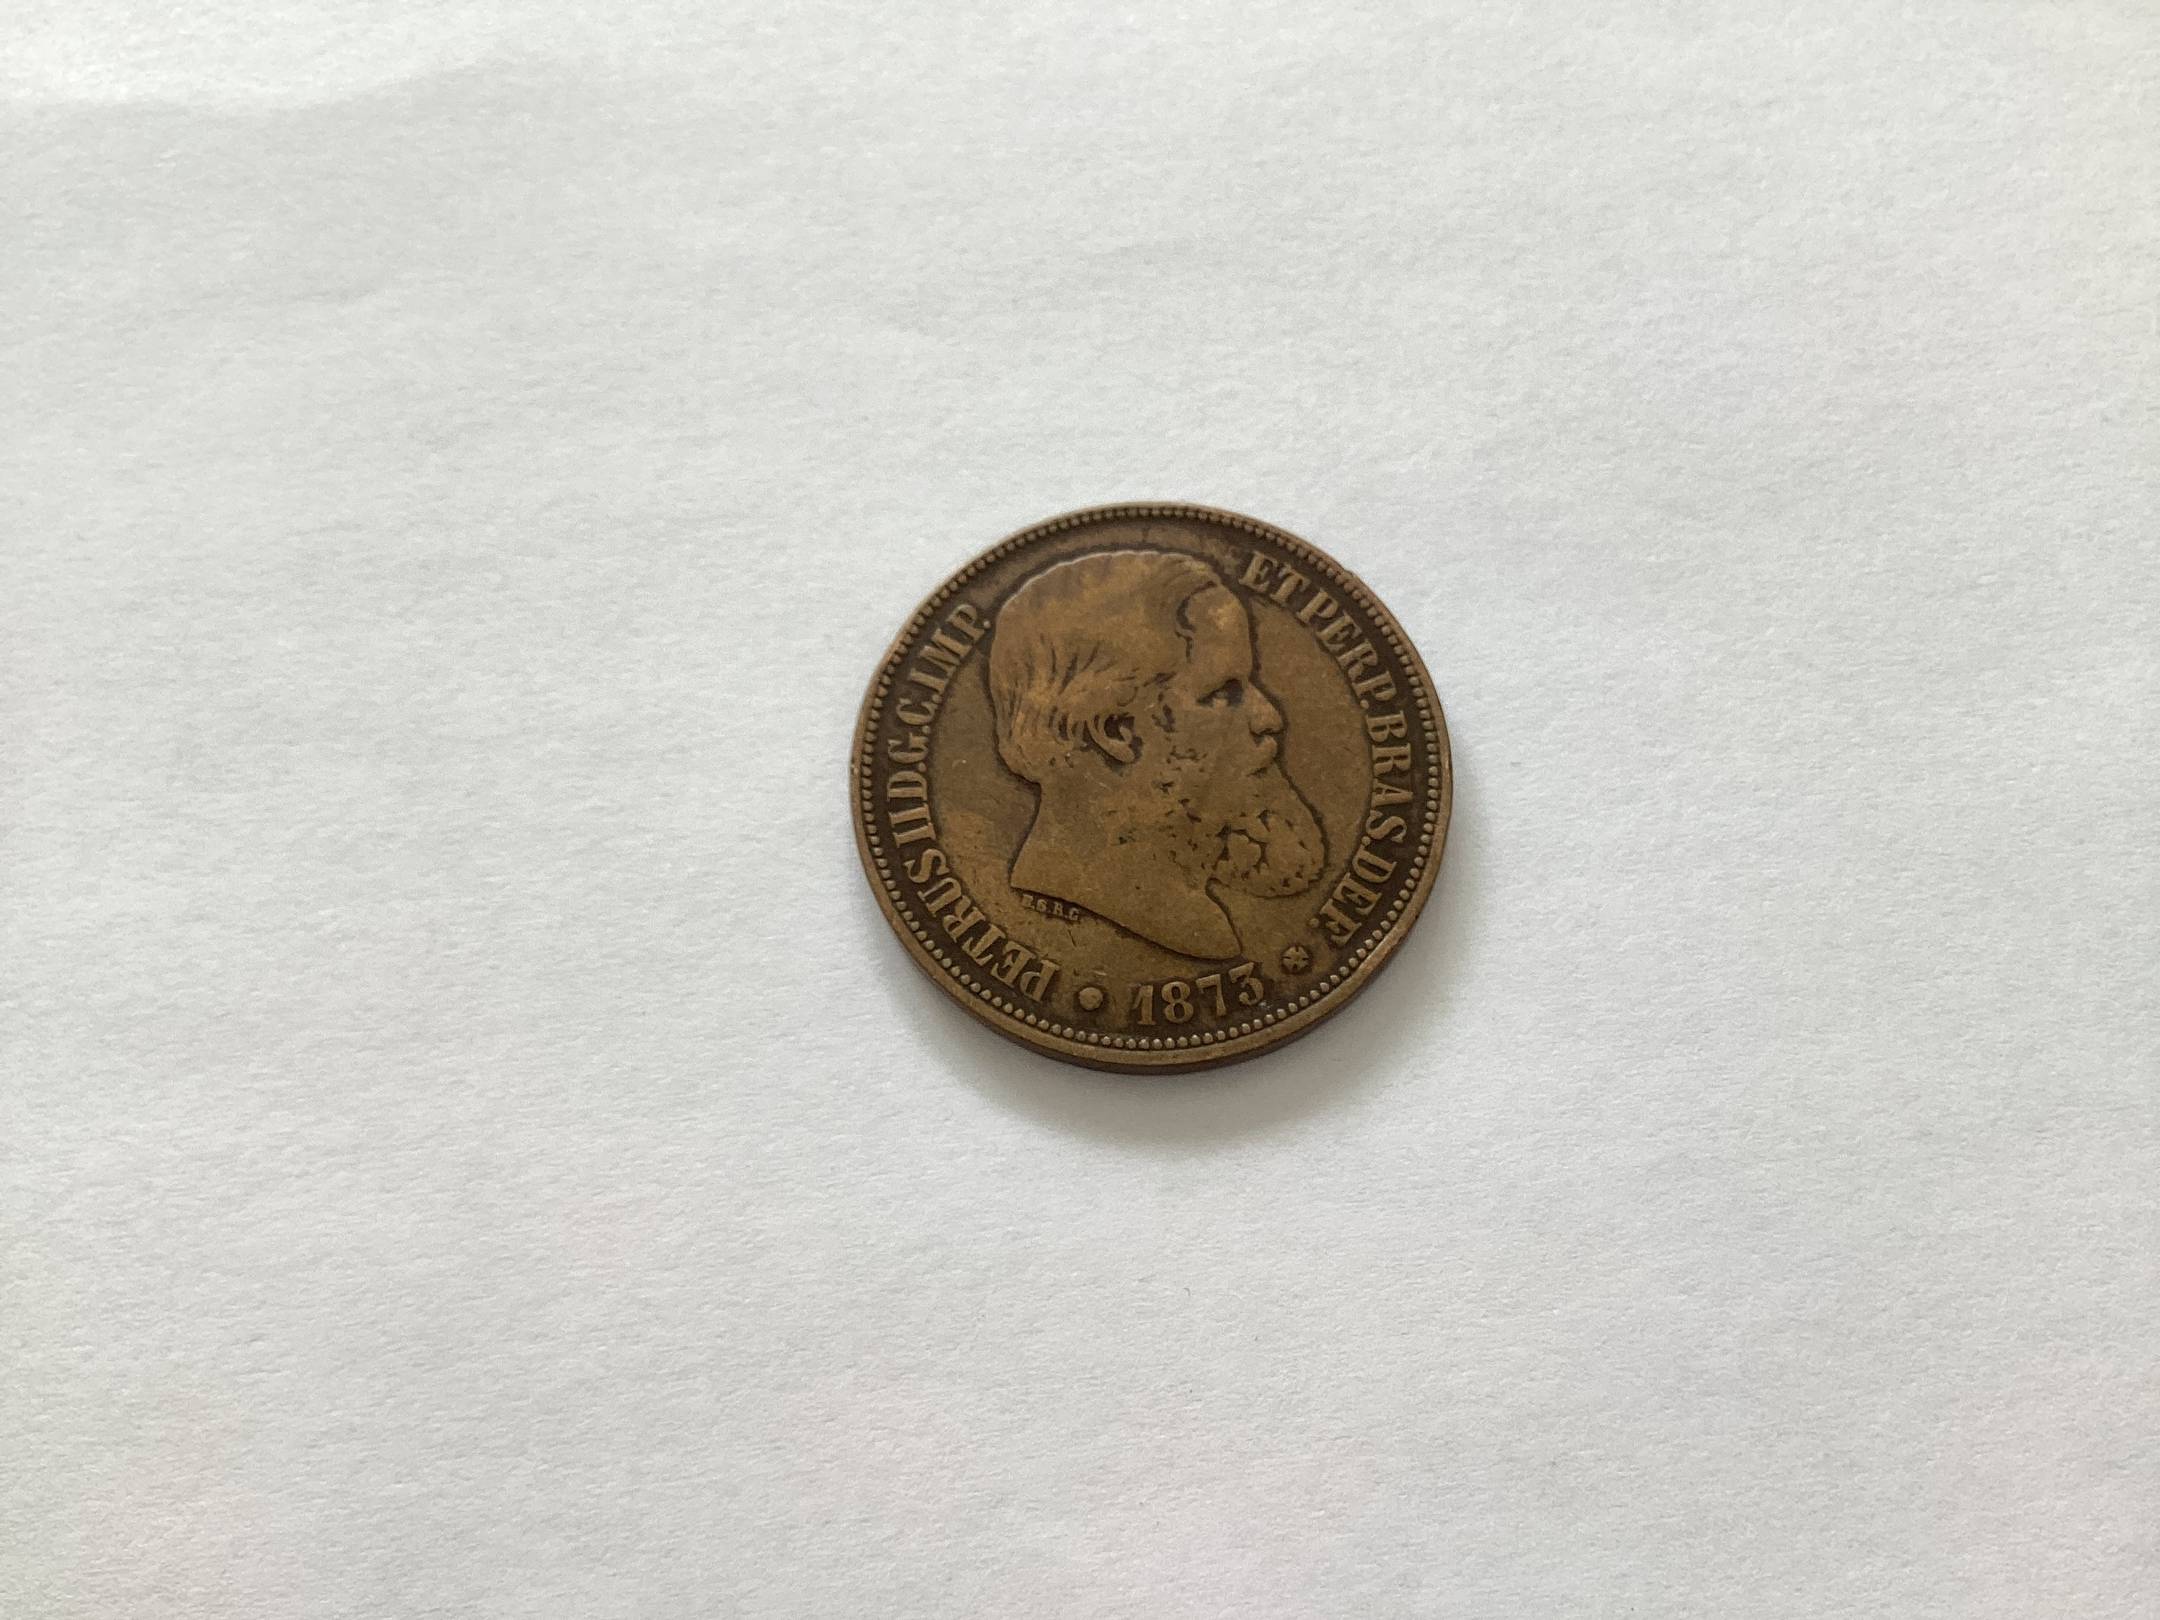 PETRUS II D.G.C.IMP. ET PERP. BRAS. DEF.
1873